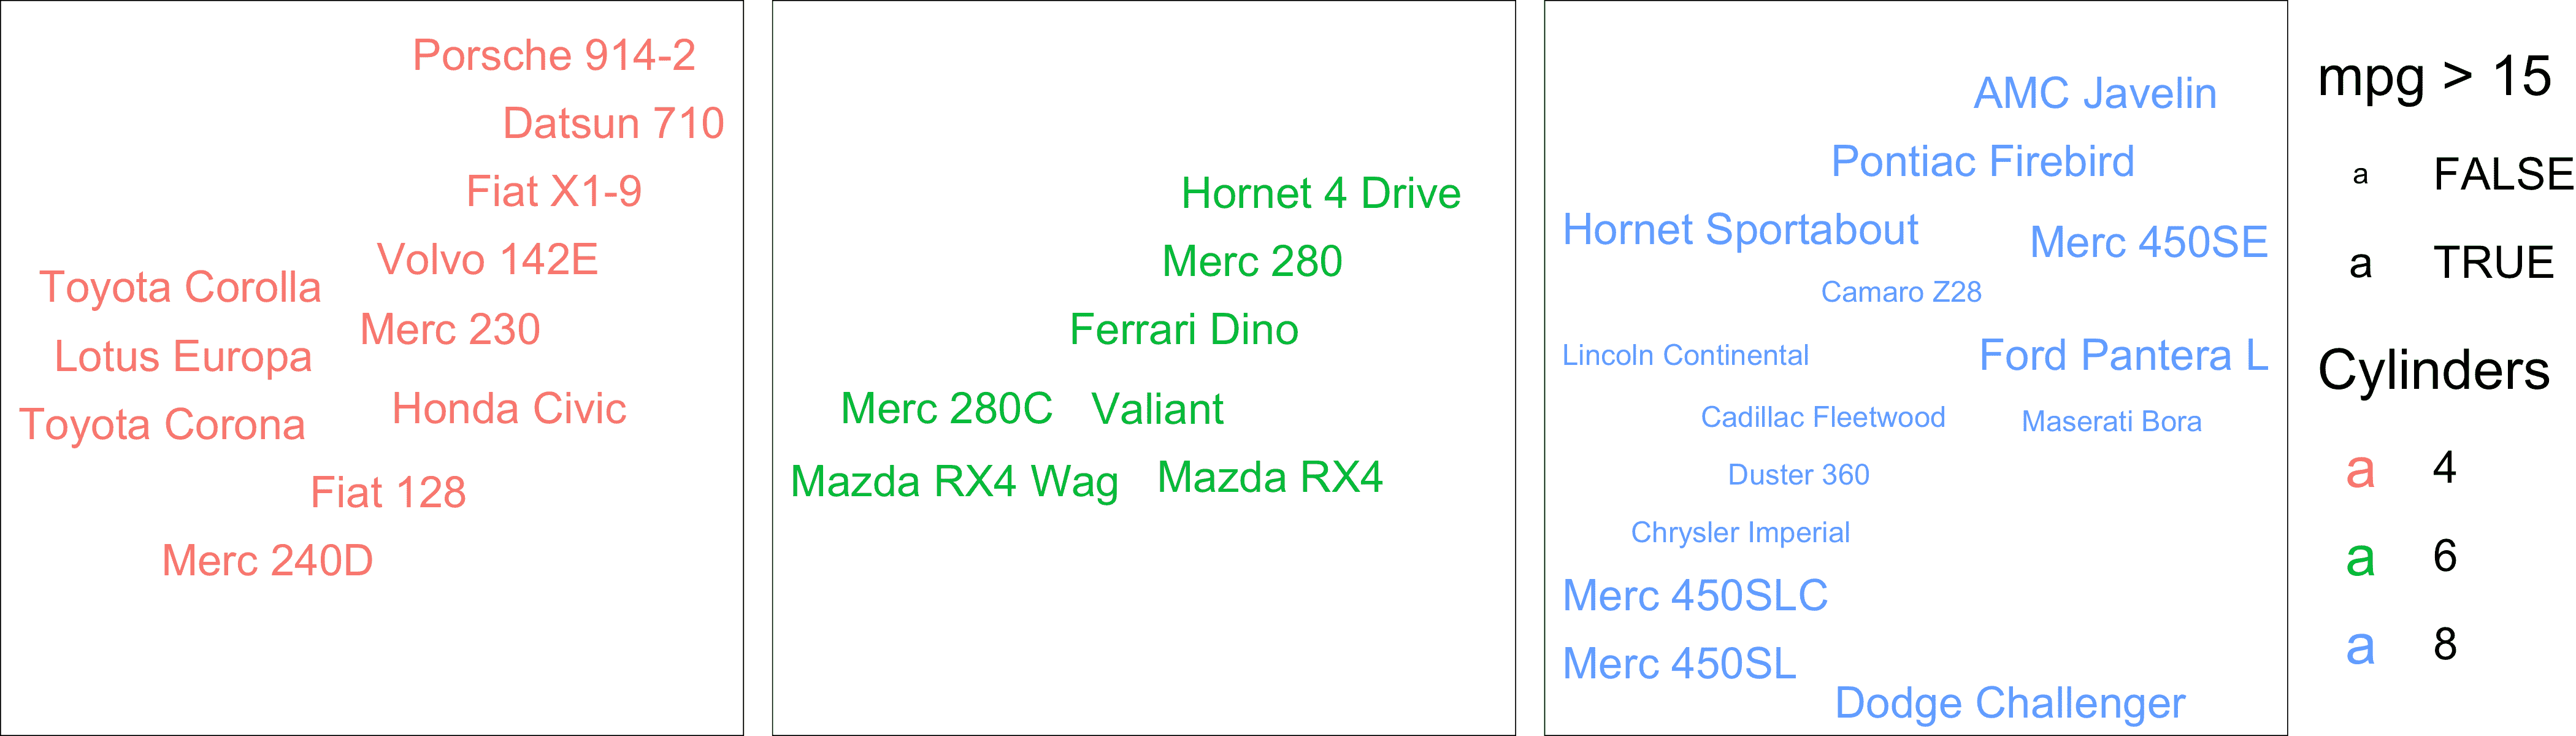 Porsche 914-2
Datsun 710
Fiat X1-9
Volvo 142E
Toyota Corolla
Merc 230
Lotus Europa
Honda Civic
Toyota Corona
Fiat 128
Merc 240D
Hornet 4 Drive
Merc 280
Ferrari Dino
Merc 280C
Valiant
Mazda RX4 Wag
Mazda RX4
AMC Javelin
Pontiac Firebird
Hornet Sportabout
Merc 450SE
Camaro Z28
Lincoln Continental
Ford Pantera L
Cadillac Fleetwood
Maserati Bora
Duster 360
Chrysler Imperial
Merc 450SLC
Merc 450SL
Dodge Challenger
mpg > 15
a FALSE
a TRUE
Cylinders
a 4
a 6
a 8